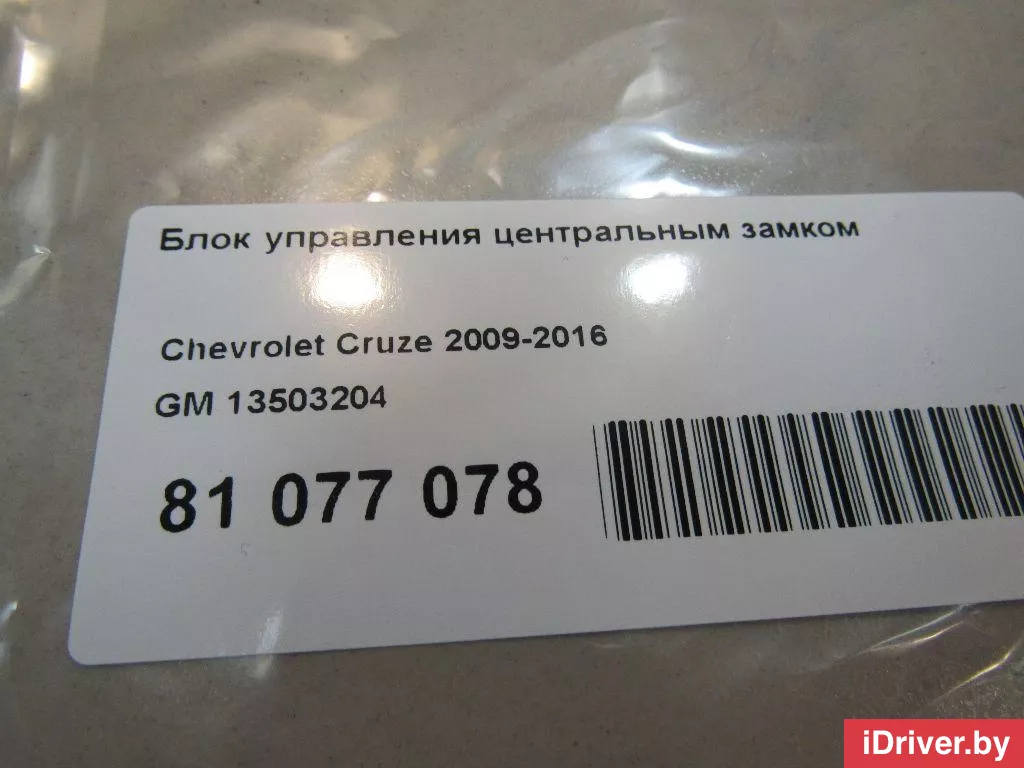 Блок управления центральным замком
Chevrolet Cruze 2009-2016
GM 13503204
81 077 078
iDriver.by